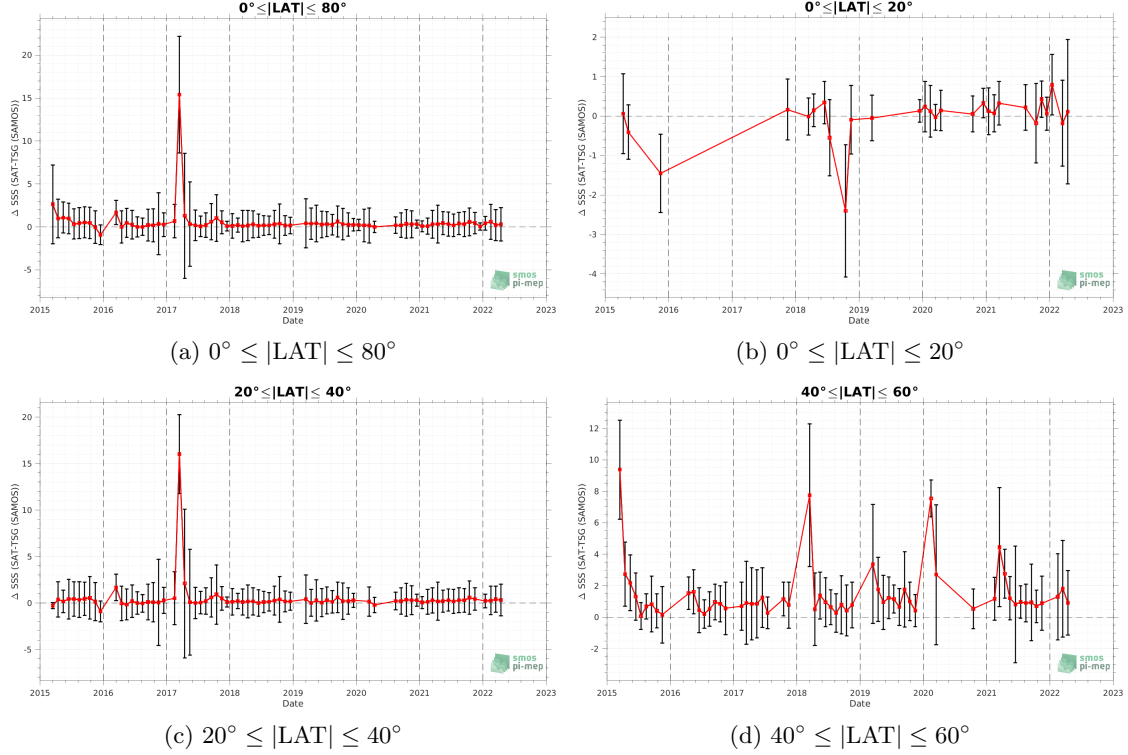 0°≤|LAT|≤ 80°
Δ SSS (SAT-TSG (SAMOS))
20
15
10
5
0
-5
2015 2016 2017 2018 2019 2020 2021 2022 2023
Date
smos
pi-mep
(a) 0° ≤ |LAT| ≤ 80°
0°≤|LAT|≤ 20°
Δ SSS (SAT-TSG (SAMOS))
2
1
0
-1
-2
-3
-4
2015 2018 2019 2020 2021 2022 2023
Date
smos
pi-mep
(b) 0° ≤ |LAT| ≤ 20°
20°≤|LAT|≤ 40°
Δ SSS (SAT-TSG (SAMOS))
20
15
10
5
0
-5
2015 2016 2017 2018 2019 2020 2021 2022 2023
Date
smos
pi-mep
(c) 20° ≤ |LAT| ≤ 40°
40°≤|LAT|≤ 60°
Δ SSS (SAT-TSG (SAMOS))
12
10
8
6
4
2
0
-2
2015 2016 2017 2018 2019 2020 2021 2022 2023
Date
smos
pi-mep
(d) 40° ≤ |LAT| ≤ 60°